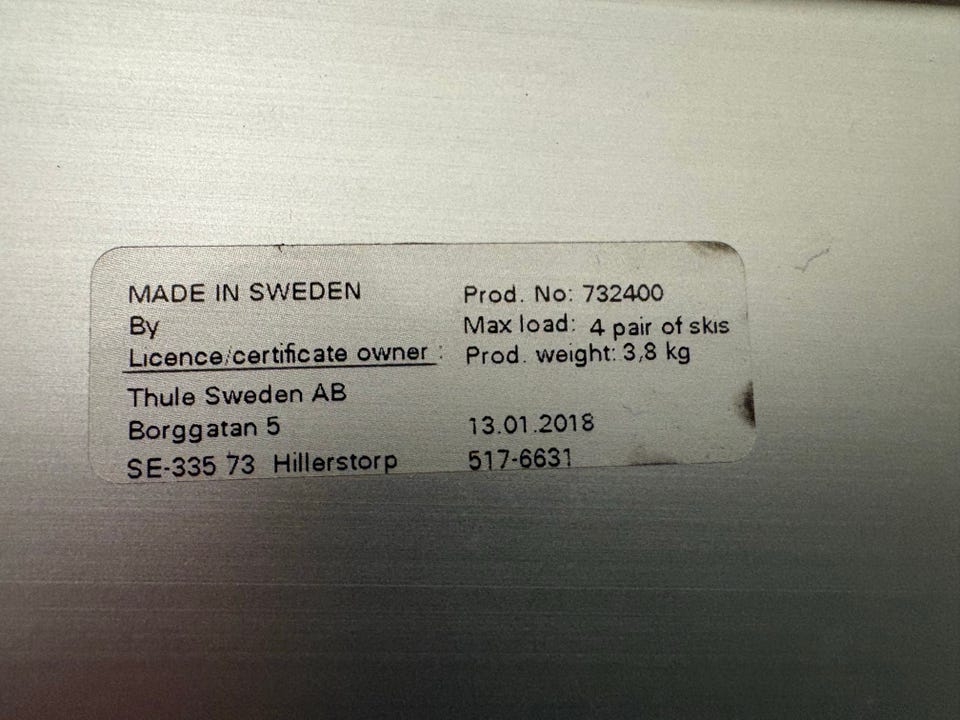 MADE IN SWEDEN
By
Licence/certificate owner :
Thule Sweden AB
Borggatan 5
SE-335 73 Hillerstorp
Prod. No: 732400
Max load: 4 pair of skis
Prod. weight: 3,8 kg
13.01.2018
517-6631